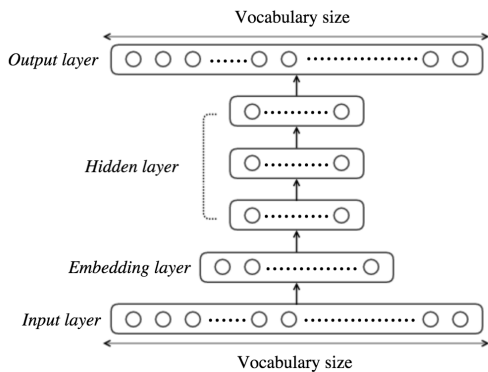 Vocabulary size
Output layer
Hidden layer
Embedding layer
Input layer
Vocabulary size